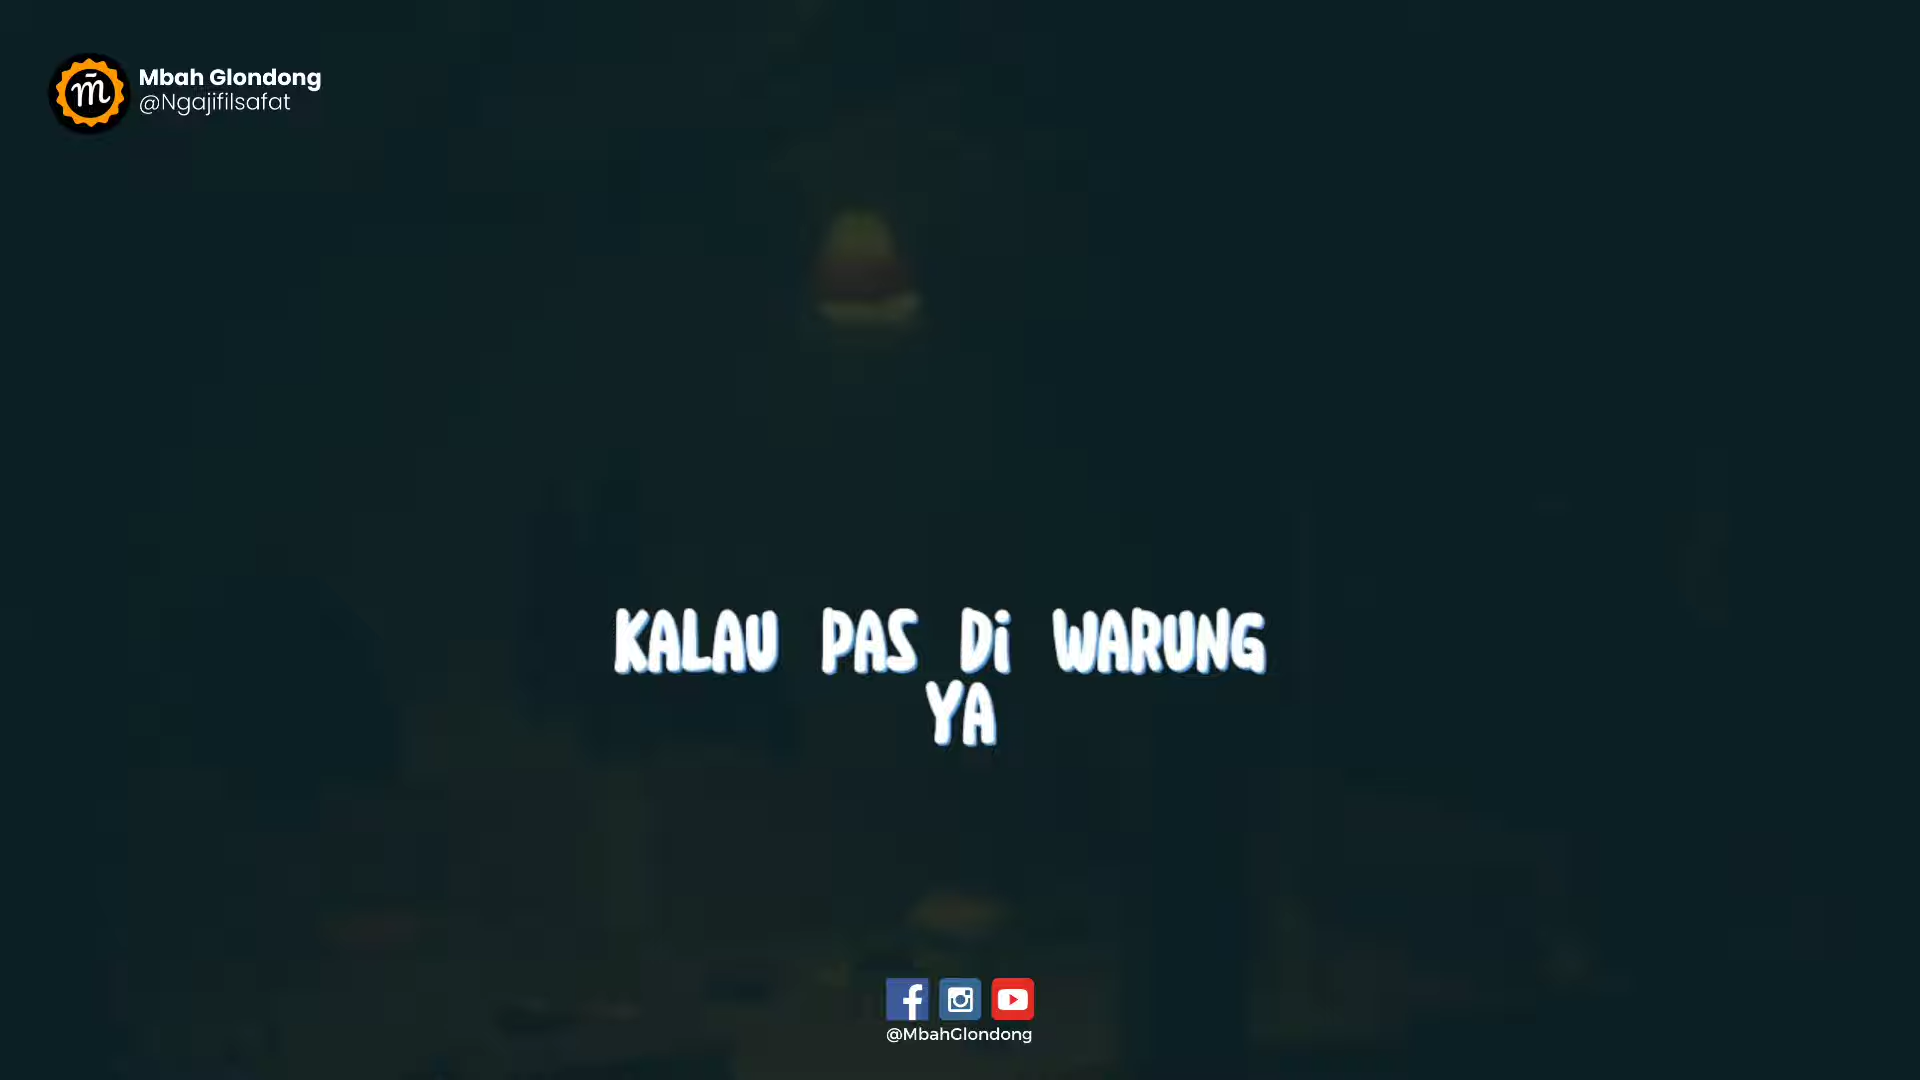 Mbah Glondong
@Ngajifilsafat
KALAU PAS Di WARUNG
YA
@MbahGlondong